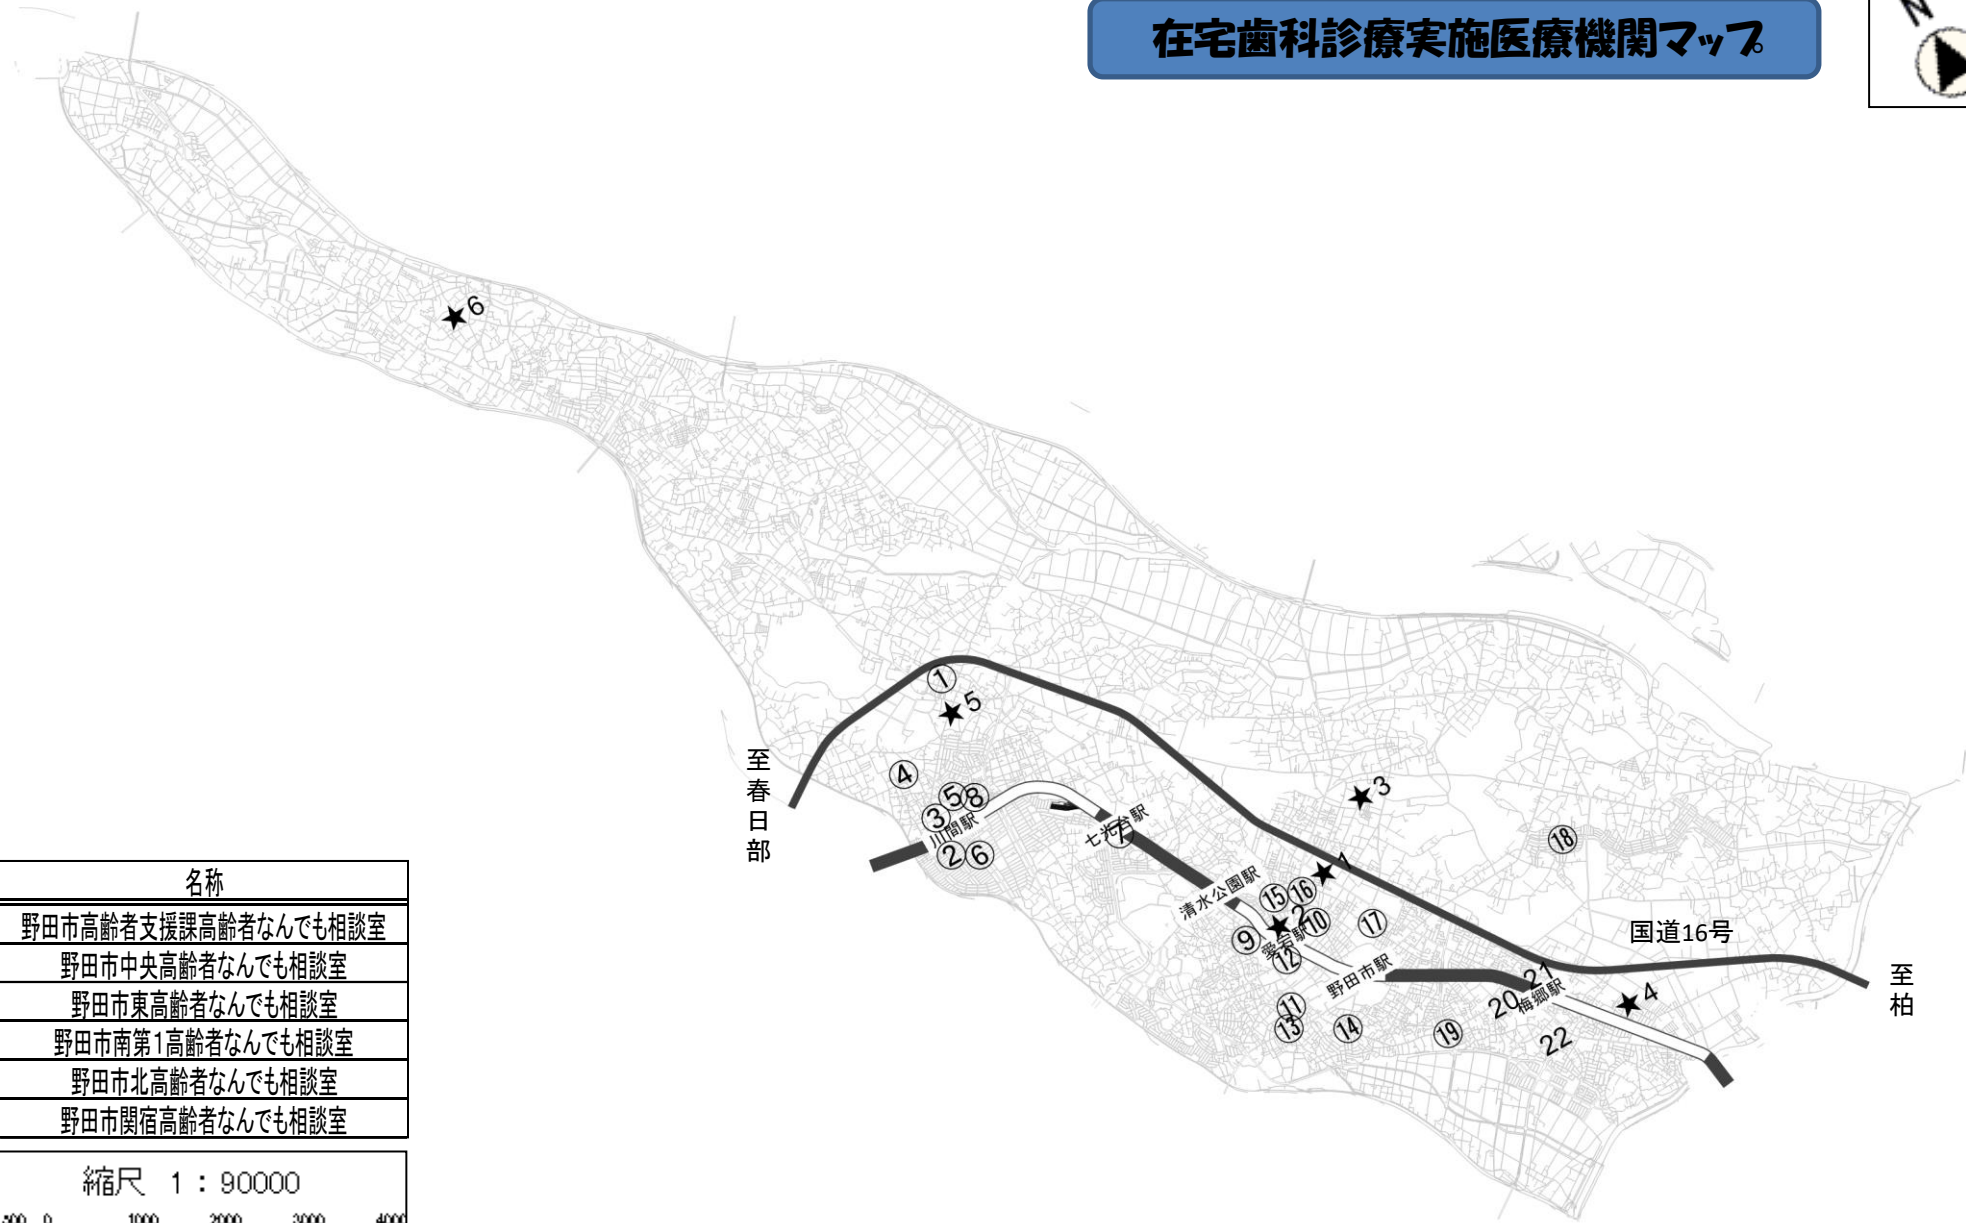 在宅歯科診療実施医療機関マップ
N
★6
①
★5
至春日部
④
⑤⑧
③
川間駅
②⑥
七光台駅
⑦
★3
⑱
★1
清水公園駅
⑮⑯
★2
⑩
⑰
⑨
愛宕駅
⑫
国道16号
野田市駅
21
20
梅郷駅
★4
至柏
⑪
⑬
⑭
⑲
22
名称
野田市高齢者支援課高齢者なんでも相談室
野田市中央高齢者なんでも相談室
野田市東高齢者なんでも相談室
野田市南第1高齢者なんでも相談室
野田市北高齢者なんでも相談室
野田市関宿高齢者なんでも相談室
縮尺 1：90000
500 0 1000 2000 3000 4000